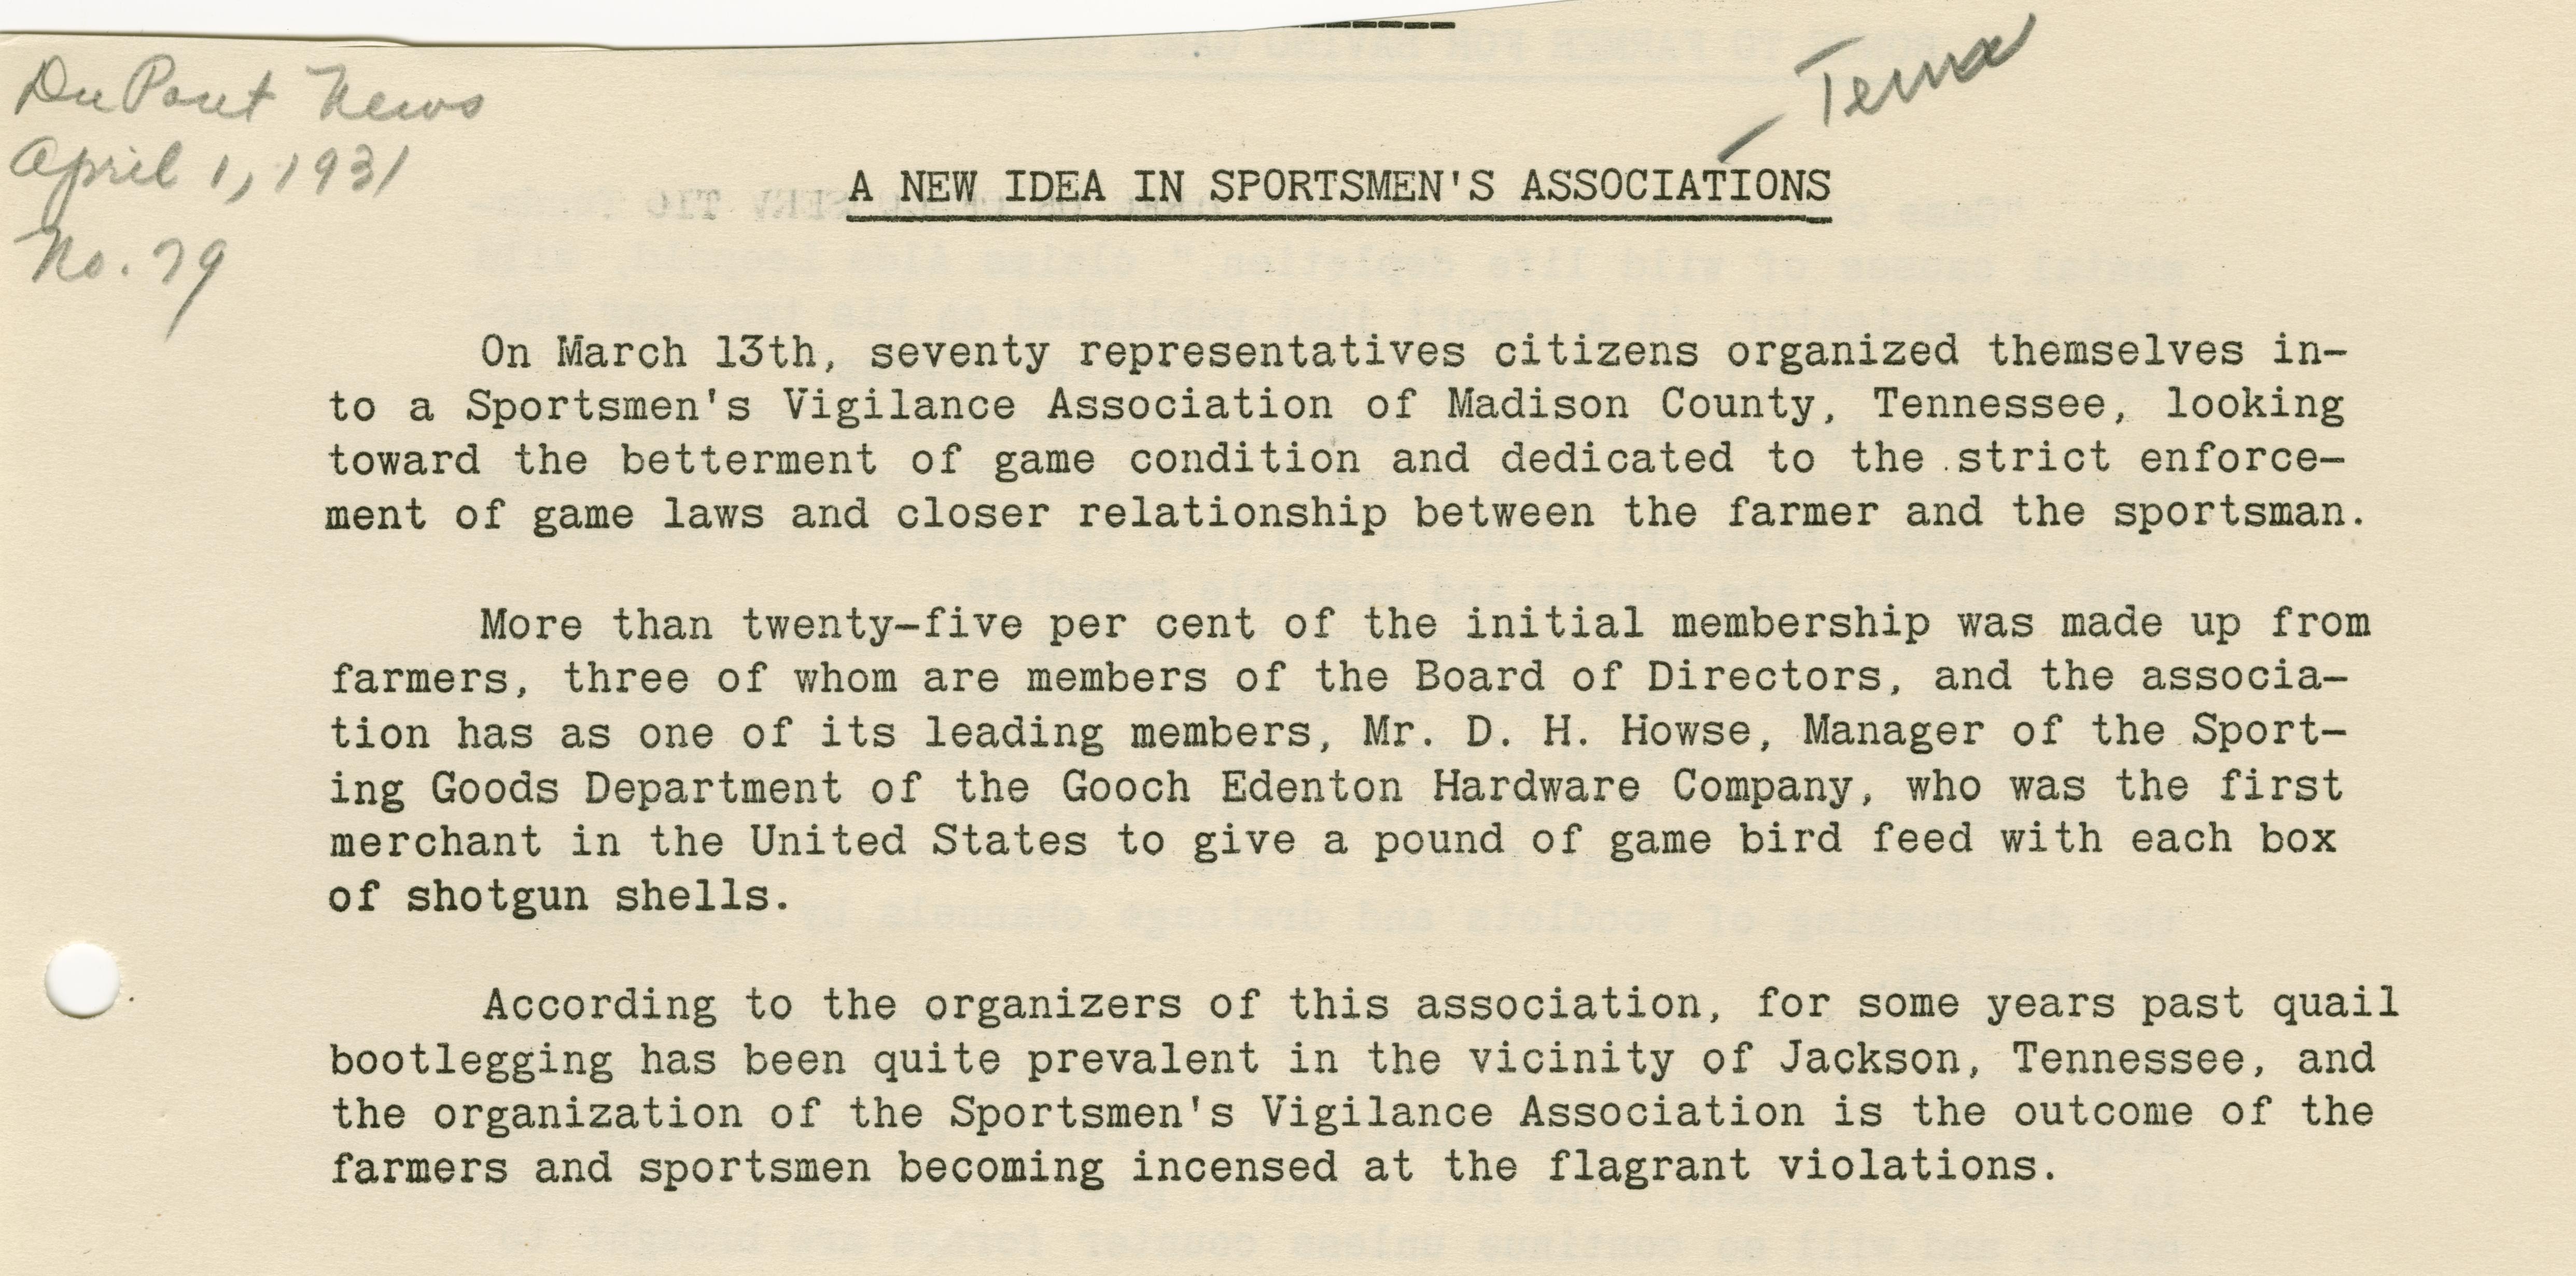 DuPont News
April 1, 1931
No. 79
A NEW IDEA IN SPORTSMEN'S ASSOCIATIONS
On March 13th, seventy representatives citizens organized themselves in-
to a Sportsmen's Vigilance Association of Madison County, Tennessee, looking
toward the betterment of game condition and dedicated to the strict enforce-
ment of game laws and closer relationship between the farmer and the sportsman.
More than twenty-five per cent of the initial membership was made up from
farmers, three of whom are members of the Board of Directors, and the associa-
tion has as one of its leading members, Mr. D. H. Howse, Manager of the Sport-
ing Goods Department of the Gooch Edenton Hardware Company, who was the first
merchant in the United States to give a pound of game bird feed with each box
of shotgun shells.
According to the organizers of this association, for some years past quail
bootlegging has been quite prevalent in the vicinity of Jackson, Tennessee, and
the organization of the Sportsmen's Vigilance Association is the outcome of the
farmers and sportsmen becoming incensed at the flagrant violations.